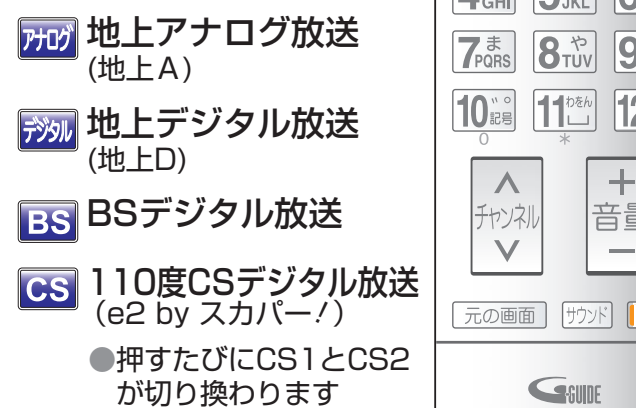 アナログ 地上アナログ放送
(地上A)
デジタル 地上デジタル放送
(地上D)
BS BSデジタル放送
CS 110度CSデジタル放送
(e2 by スカパー!)
●押すたびにCS1とCS2
が切り換わります
GHI JKL
7 ま PQRS 8 や TUV 9
10 ゛゜ 記号 11 わをん 12
0 *
チャンネル
+
音量
−
元の画面 サウンド
G-GUIDE